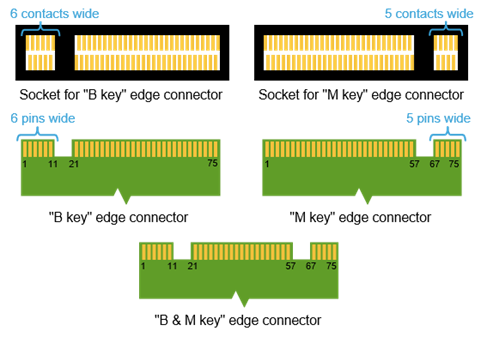 6 contacts wide
5 contacts wide
Socket for "B key" edge connector
Socket for "M key" edge connector
6 pins wide
5 pins wide
1 11 21 75
1 57 67 75
"B key" edge connector
"M key" edge connector
1 11 21 57 67 75
"B & M key" edge connector